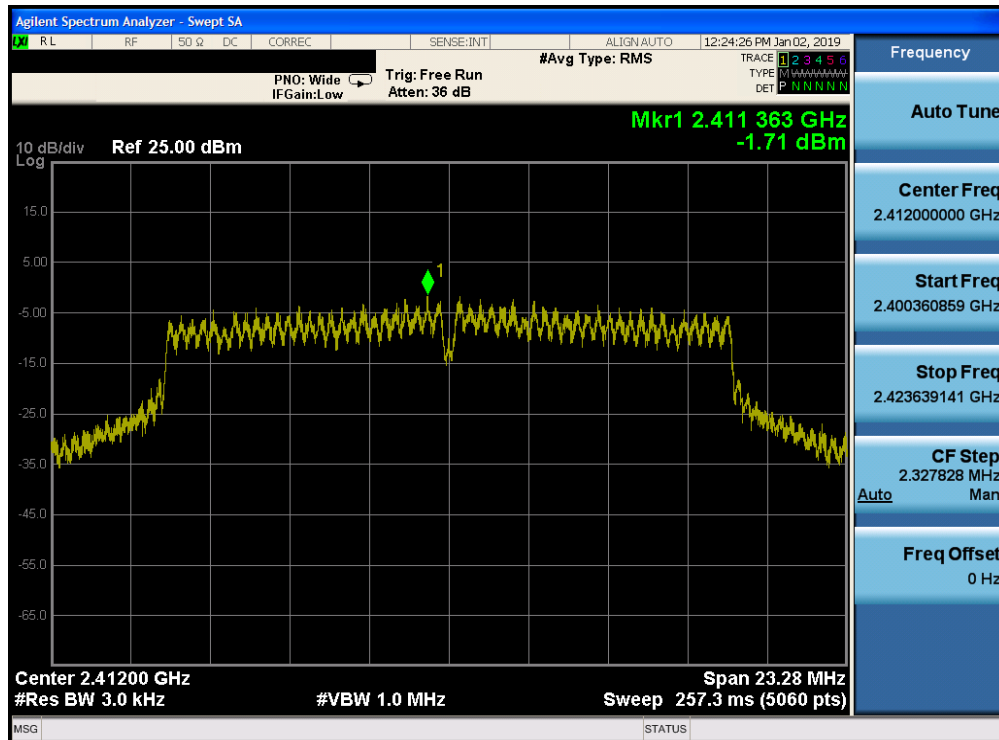 Agilent Spectrum Analyzer - Swept SA
LXI RL RF 50 Ω DC CORREC SENSE:INT ALIGN AUTO 12:24:26 PM Jan 02, 2019
#Avg Type: RMS TRACE 1 2 3 4 5 6
PNO: Wide Trig: Free Run TYPE M WWWWW
IFGain:Low Atten: 36 dB DET P N N N N N
Mkr1 2.411 363 GHz
10 dB/div Ref 25.00 dBm -1.71 dBm
Log
15.0
5.00
1
-5.00
-15.0
-25.0
-35.0
-45.0
-55.0
-65.0
Center 2.41200 GHz Span 23.28 MHz
#Res BW 3.0 kHz #VBW 1.0 MHz Sweep 257.3 ms (5060 pts)
MSG STATUS
Frequency
Auto Tune
Center Freq
2.412000000 GHz
Start Freq
2.400360859 GHz
Stop Freq
2.423639141 GHz
CF Step
2.327828 MHz
Auto Man
Freq Offset
0 Hz